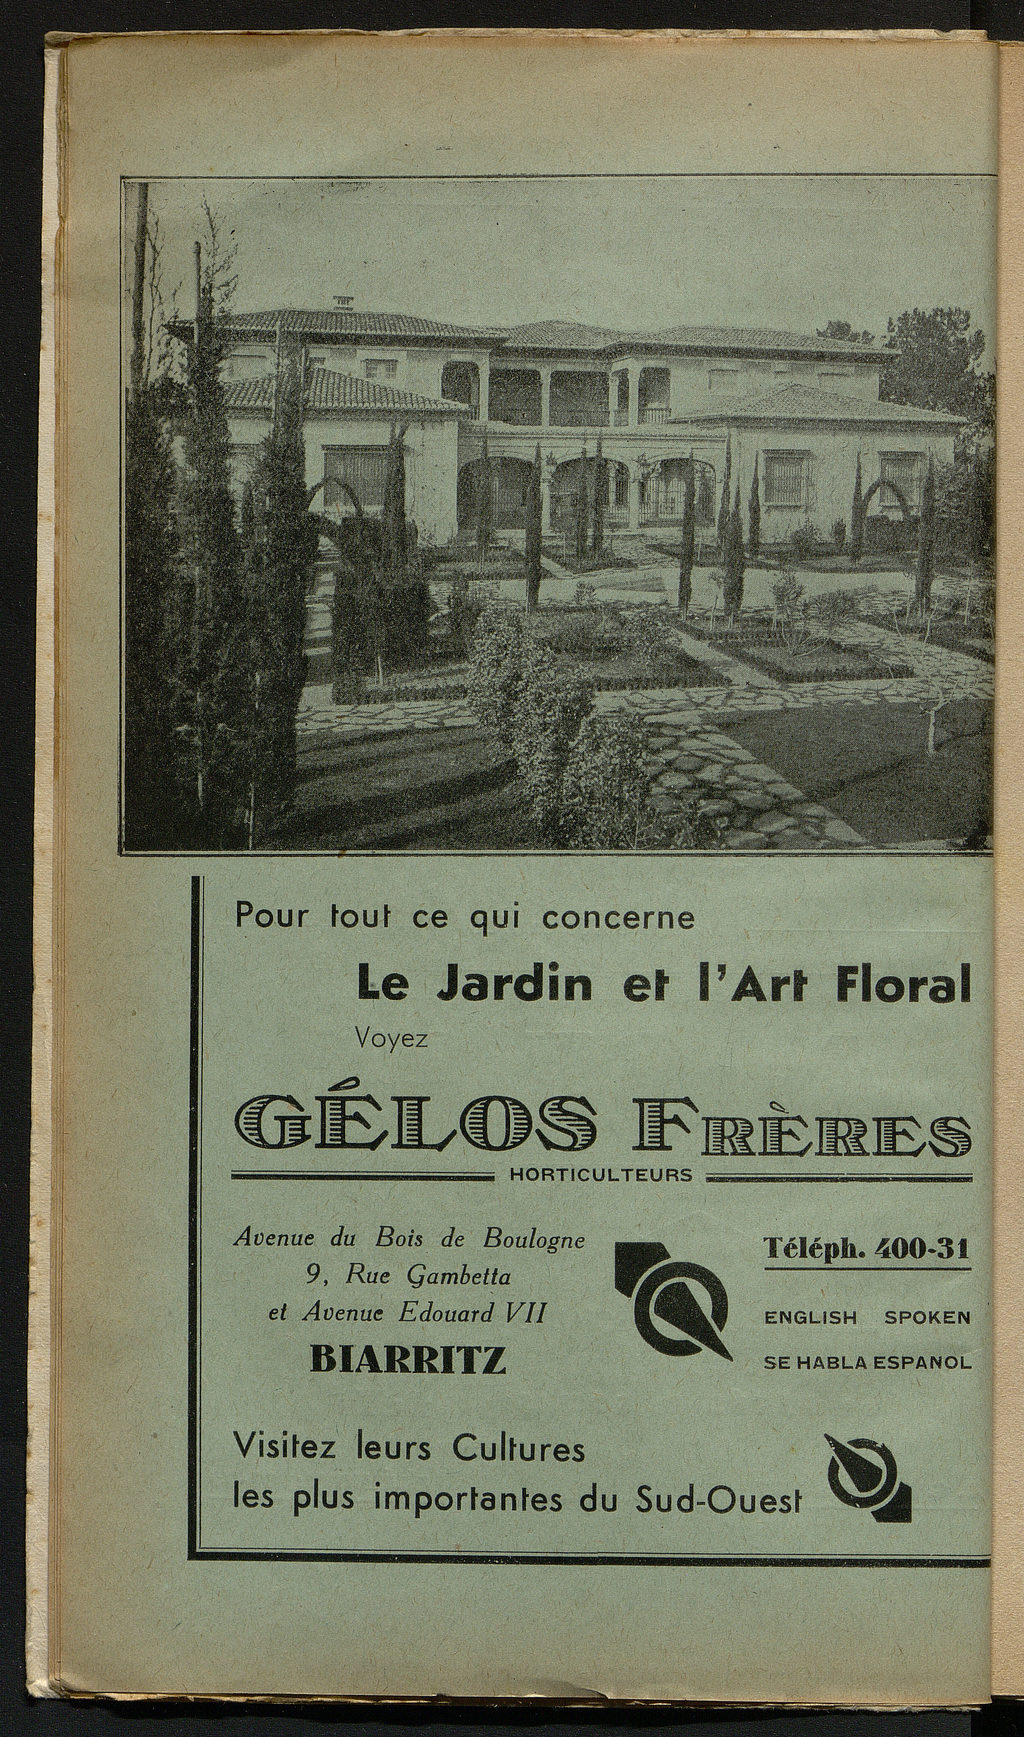 Pour tout ce qui concerne
Le Jardin et l'Art Floral
Voyez
GÉLOS FRÈRES
HORTICULTEURS
Avenue du Bois de Boulogne
9, Rue Gambetta
et Avenue Edouard VII
BIARRITZ
Téléph. 400-31
ENGLISH SPOKEN
SE HABLA ESPANOL
Visitez leurs Cultures
les plus importantes du Sud-Ouest